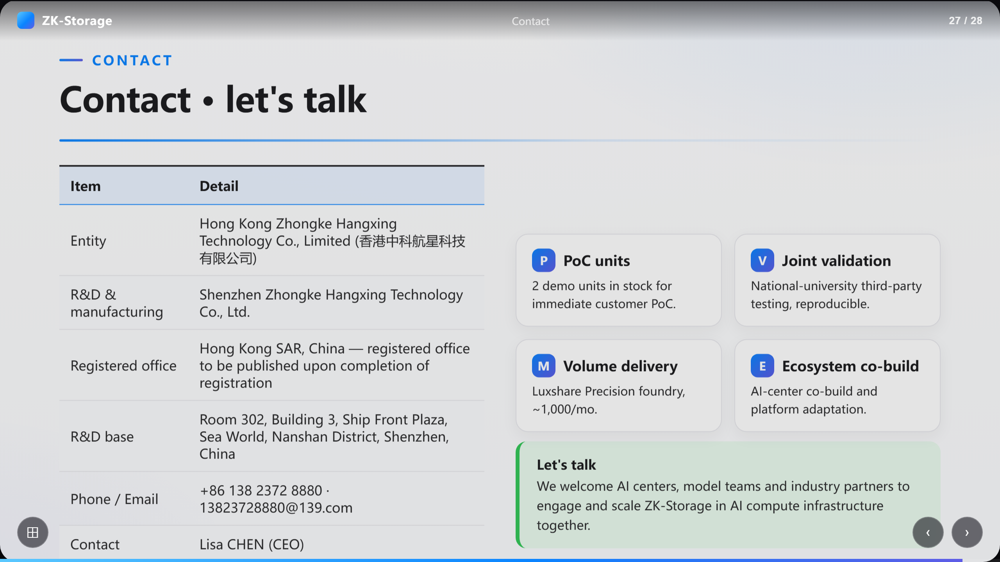 ZK-Storage
Contact
27 / 28
CONTACT
Contact • let's talk
Item Detail
Entity
Hong Kong Zhongke Hangxing
Technology Co., Limited (香港中科航星科技
有限公司)
R&D &
manufacturing
Shenzhen Zhongke Hangxing Technology
Co., Ltd.
Registered office
Hong Kong SAR, China — registered office
to be published upon completion of
registration
R&D base
Room 302, Building 3, Ship Front Plaza,
Sea World, Nanshan District, Shenzhen,
China
Phone / Email
+86 138 2372 8880 ·
13823728880@139.com
Contact
Lisa CHEN (CEO)
P PoC units
2 demo units in stock for
immediate customer PoC.
V Joint validation
National-university third-party
testing, reproducible.
M Volume delivery
Luxshare Precision foundry,
~1,000/mo.
E Ecosystem co-build
AI-center co-build and
platform adaptation.
Let's talk
We welcome AI centers, model teams and industry partners to
engage and scale ZK-Storage in AI compute infrastructure
together.